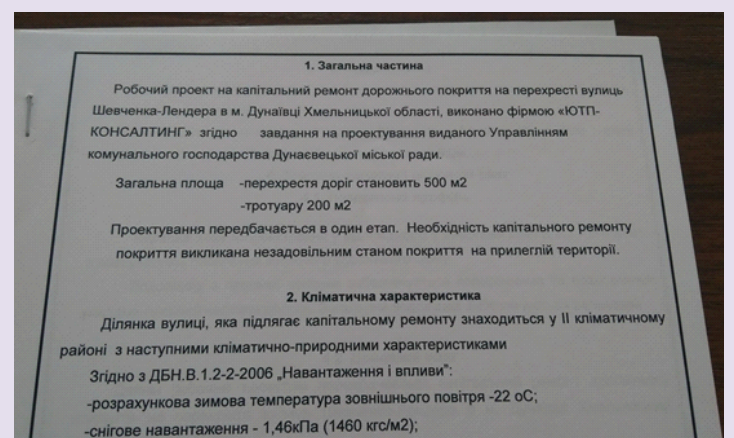 1. Загальна частина
Робочий проект на капітальний ремонт дорожнього покриття на перехресті вулиць
Шевченка-Лендера в м. Дунаївці Хмельницької області, виконано фірмою «ЮТП-
КОНСАЛТИНГ» згідно завдання на проектування виданого Управлінням
комунального господарства Дунаєвецької міської ради.
Загальна площа -перехрестя доріг становить 500 м2
-тротуару 200 м2
Проектування передбачається в один етап. Необхідність капітального ремонту
покриття викликана незадовільним станом покриття на прилеглій території.
2. Кліматична характеристика
Ділянка вулиці, яка підлягає капітальному ремонту знаходиться у ІІ кліматичному
районі з наступними кліматично-природними характеристиками
Згідно з ДБН.В.1.2-2-2006 „Навантаження і впливи”:
-розрахункова зимова температура зовнішнього повітря -22 оС;
-снігове навантаження - 1,46кПа (1460 кгс/м2);